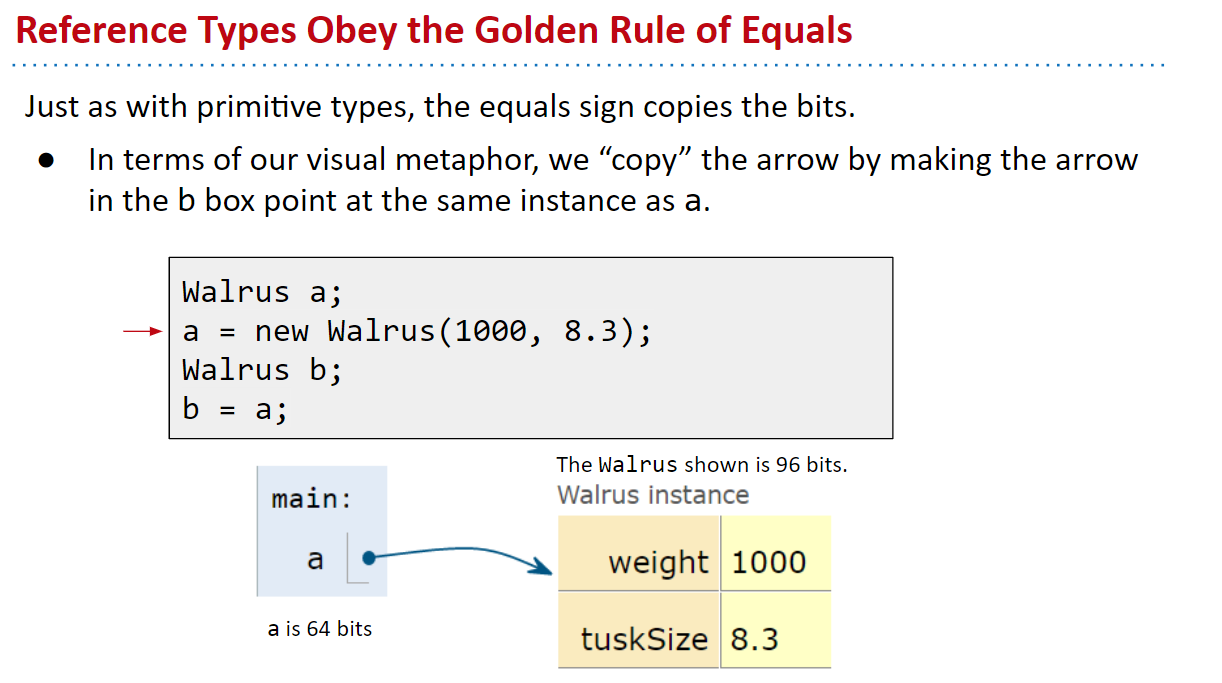 Reference Types Obey the Golden Rule of Equals
Just as with primitive types, the equals sign copies the bits.
● In terms of our visual metaphor, we “copy” the arrow by making the arrow
in the b box point at the same instance as a.
Walrus a;
a = new Walrus(1000, 8.3);
Walrus b;
b = a;
The Walrus shown is 96 bits.
Walrus instance
main:
a
weight 1000
tuskSize 8.3
a is 64 bits